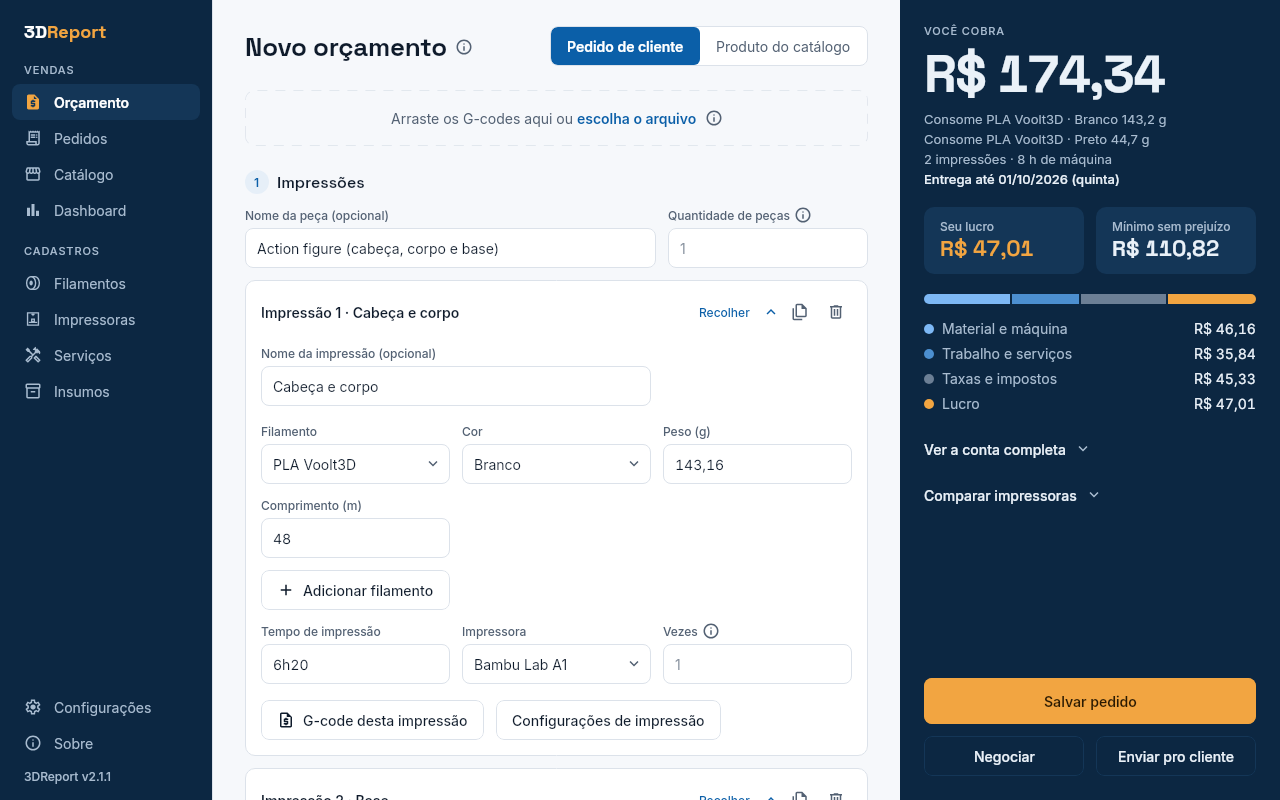 3DReport
VENDAS
Orçamento
Pedidos
Catálogo
Dashboard
CADASTROS
Filamentos
Impressoras
Serviços
Insumos
Configurações
Sobre
3DReport v2.1.1
Novo orçamento
Pedido de cliente
Produto do catálogo
Arraste os G-codes aqui ou escolha o arquivo
1 Impressões
Nome da peça (opcional)
Quantidade de peças
Action figure (cabeça, corpo e base)
1
Impressão 1 · Cabeça e corpo
Recolher
Nome da impressão (opcional)
Cabeça e corpo
Filamento
Cor
Peso (g)
PLA Voolt3D
Branco
143,16
Comprimento (m)
48
Adicionar filamento
Tempo de impressão
Impressora
Vezes
6h20
Bambu Lab A1
1
G-code desta impressão
Configurações de impressão
Impressão 2 · Base
Recolher
VOCÊ COBRA
R$ 174,34
Consome PLA Voolt3D · Branco 143,2 g
Consome PLA Voolt3D · Preto 44,7 g
2 impressões · 8 h de máquina
Entrega até 01/10/2026 (quinta)
Seu lucro
R$ 47,01
Mínimo sem prejuízo
R$ 110,82
Material e máquina R$ 46,16
Trabalho e serviços R$ 35,84
Taxas e impostos R$ 45,33
Lucro R$ 47,01
Ver a conta completa
Comparar impressoras
Salvar pedido
Negociar
Enviar pro cliente